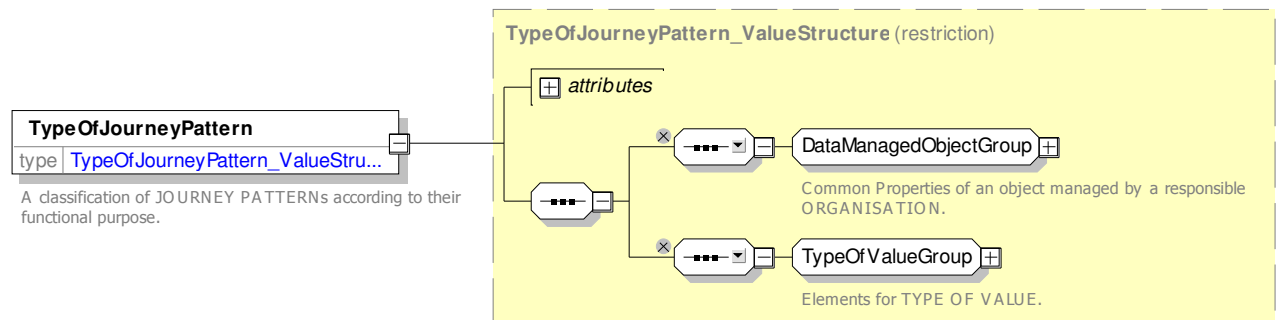 TypeOfJourneyPattern_ValueStructure (restriction)
attributes
TypeOfJourneyPattern
type TypeOfJourneyPattern_ValueStru...
A classification of JOURNEY PATTERNs according to their
functional purpose.
DataManagedObjectGroup
Common Properties of an object managed by a responsible
ORGANISATION.
TypeOfValueGroup
Elements for TYPE OF VALUE.